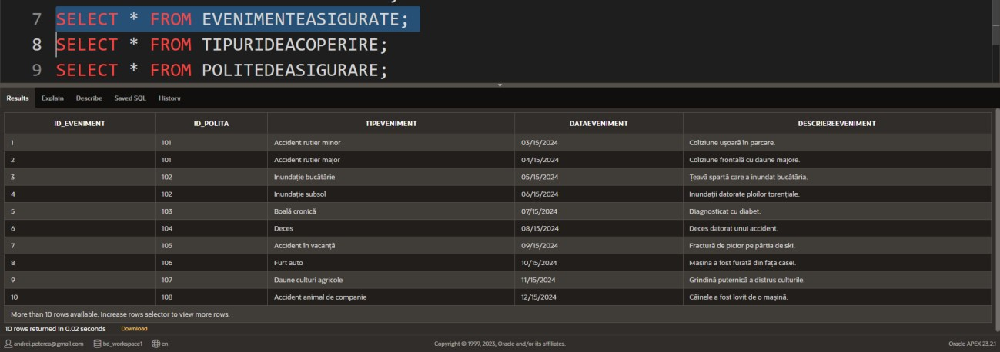 7 SELECT * FROM EVENIMENTEASIGURATE;
8 SELECT * FROM TIPURIDEACOPERIRE;
9 SELECT * FROM POLITEDEASIGURARE;
Results Explain Describe Saved SQL History
ID_EVENIMENT ID_POLITA TIPEVENIMENT DATAEVENIMENT DESCRIEREEVENIMENT
1 101 Accident rutier minor 03/15/2024 Coliziune ușoară în parcare.
2 101 Accident rutier major 04/15/2024 Coliziune frontală cu daune majore.
3 102 Inundație bucătărie 05/15/2024 Țeavă spartă care a inundat bucătăria.
4 102 Inundație subsol 06/15/2024 Inundații datorate ploilor torențiale.
5 103 Boală cronică 07/15/2024 Diagnosticat cu diabet.
6 104 Deces 08/15/2024 Deces datorat unui accident.
7 105 Accident în vacanță 09/15/2024 Fractură de picior pe pârtia de ski.
8 106 Furt auto 10/15/2024 Mașina a fost furată din fața casei.
9 107 Daune culturi agricole 11/15/2024 Grindină puternică a distrus culturile.
10 108 Accident animal de companie 12/15/2024 Câinele a fost lovit de o mașină.
More than 10 rows available. Increase rows selector to view more rows.
10 rows returned in 0.02 seconds Download
andrei.peterca@gmail.com bd_workspace1 en Copyright © 1999, 2023, Oracle and/or its affiliates. Oracle APEX 23.2.1